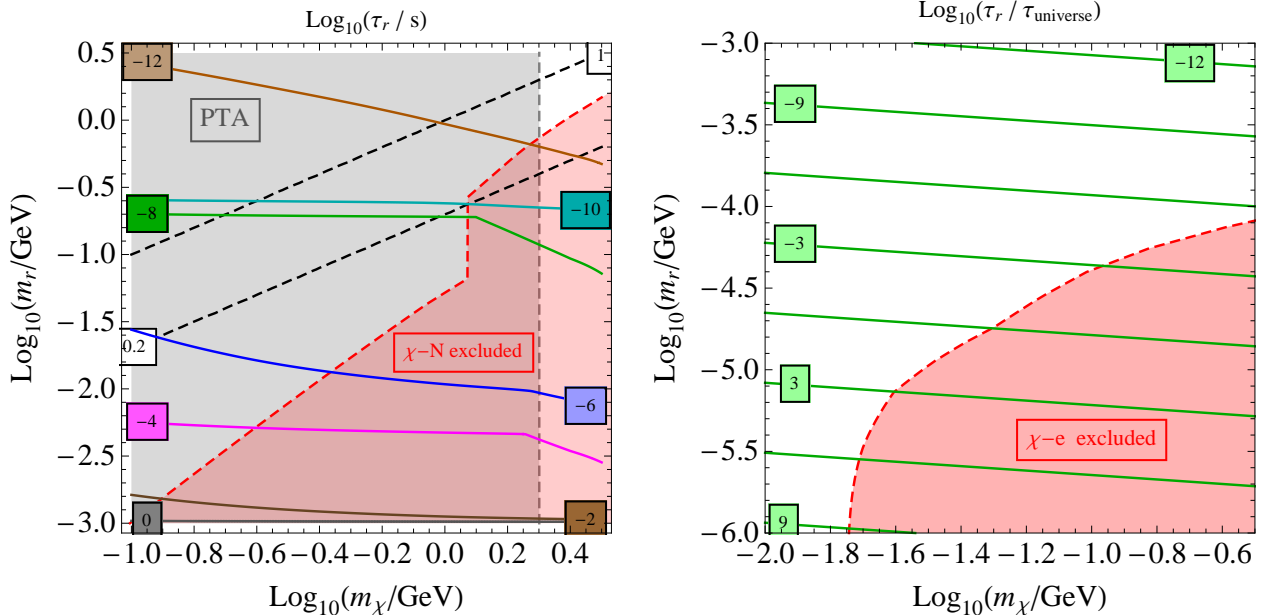 Log₁₀(τᵣ / s)
Log₁₀(mᵣ/GeV)
0.5
0.0
−0.5
−1.0
−1.5
−2.0
−2.5
−3.0
−12
PTA
1
−8
−10
0.2
χ−N excluded
−6
−4
0
−2
−1.0 −0.8 −0.6 −0.4 −0.2 0.0 0.2 0.4
Log₁₀(m_χ/GeV)
Log₁₀(τᵣ / τ_universe)
Log₁₀(mᵣ/GeV)
−3.0
−3.5
−4.0
−4.5
−5.0
−5.5
−6.0
−12
−9
−3
3
χ−e excluded
9
−2.0 −1.8 −1.6 −1.4 −1.2 −1.0 −0.8 −0.6
Log₁₀(m_χ/GeV)